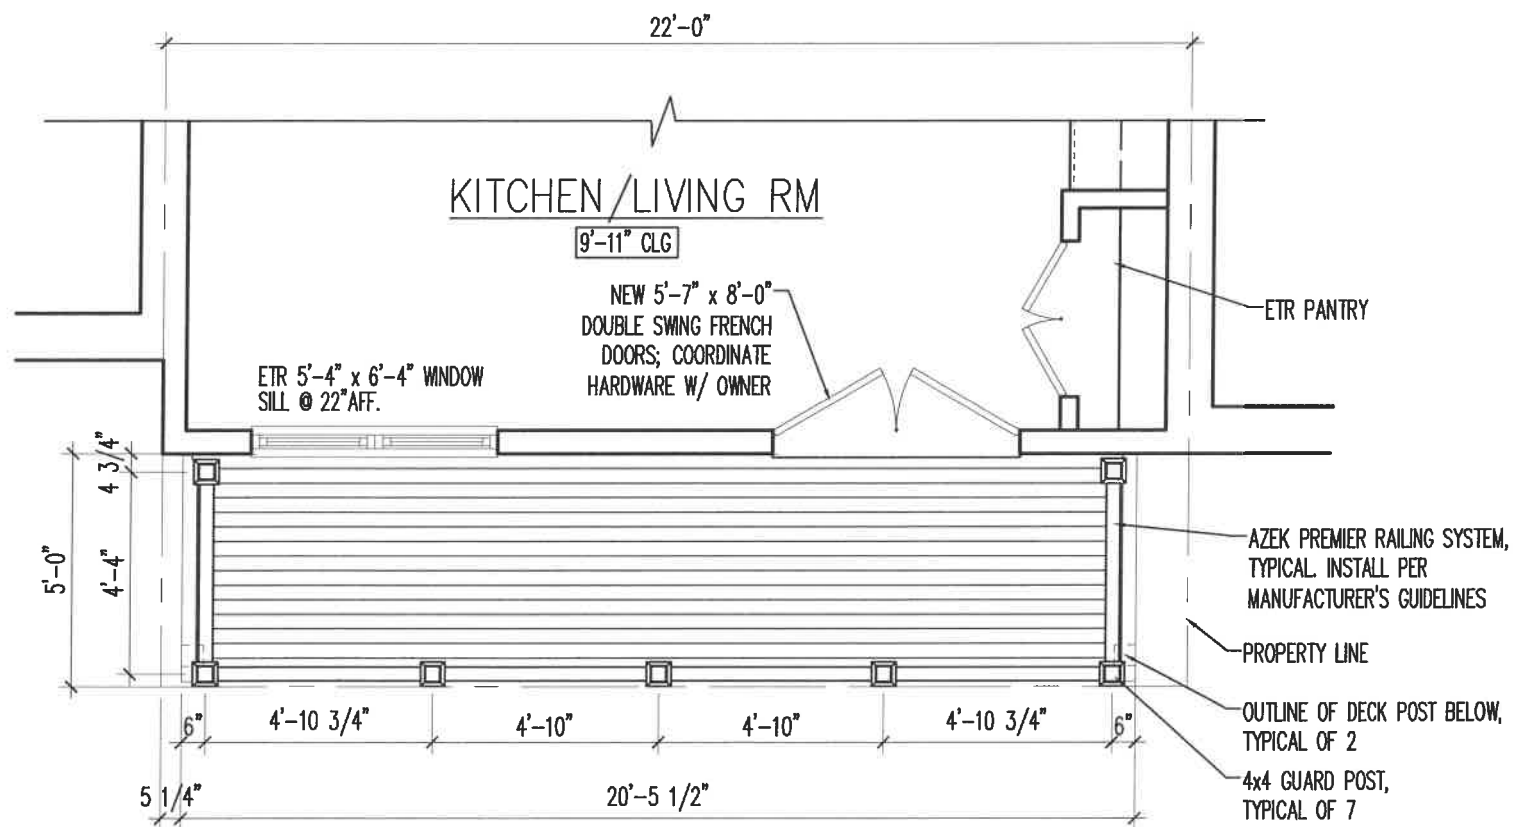 22'-0"
KITCHEN/LIVING RM
9'-11" CLG
NEW 5'-7" x 8'-0"
DOUBLE SWING FRENCH
DOORS; COORDINATE
HARDWARE W/ OWNER
ETR PANTRY
ETR 5'-4" x 6'-4" WINDOW
SILL @ 22"AFF.
4 3/4"
5'-0"
4'-4"
AZEK PREMIER RAILING SYSTEM,
TYPICAL. INSTALL PER
MANUFACTURER'S GUIDELINES
PROPERTY LINE
OUTLINE OF DECK POST BELOW,
TYPICAL OF 2
4x4 GUARD POST,
TYPICAL OF 7
6"
4'-10 3/4"
4'-10"
4'-10"
4'-10 3/4"
6"
5 1/4"
20'-5 1/2"